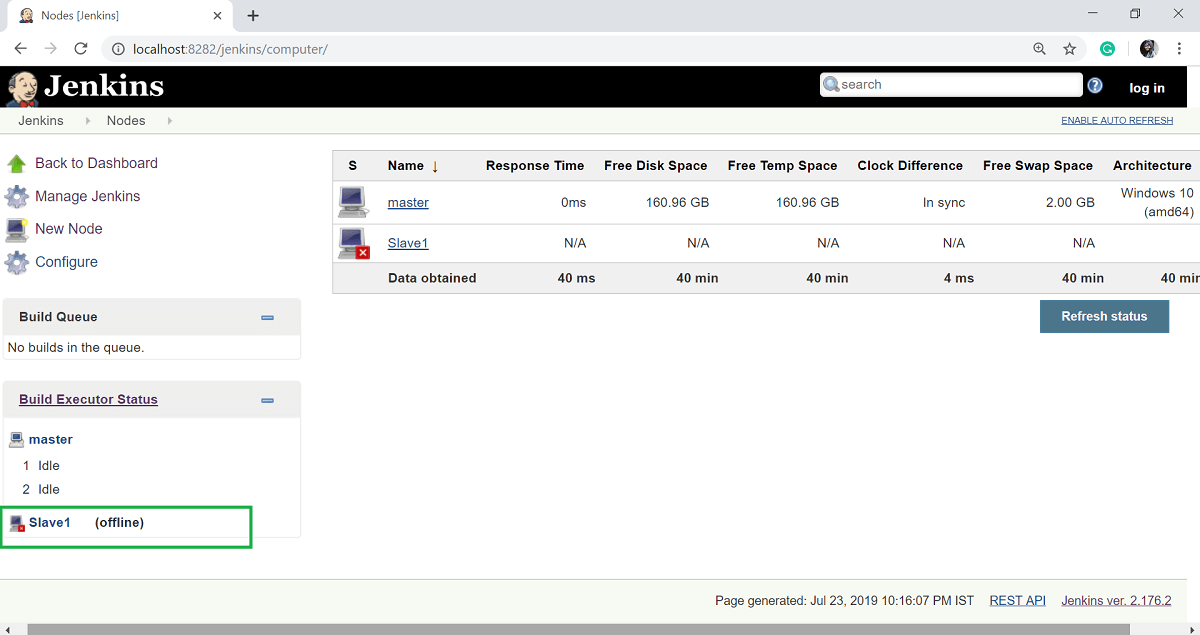 Nodes [Jenkins]
localhost:8282/jenkins/computer/
Jenkins
search
log in
Jenkins Nodes
ENABLE AUTO REFRESH
Back to Dashboard
Manage Jenkins
New Node
Configure
Build Queue
No builds in the queue.
Build Executor Status
master
1 Idle
2 Idle
Slave1 (offline)
S Name ↓ Response Time Free Disk Space Free Temp Space Clock Difference Free Swap Space Architecture
master 0ms 160.96 GB 160.96 GB In sync 2.00 GB Windows 10
(amd64)
Slave1 N/A N/A N/A N/A N/A
Data obtained 40 ms 40 min 40 min 4 ms 40 min 40 min
Refresh status
Page generated: Jul 23, 2019 10:16:07 PM IST REST API Jenkins ver. 2.176.2